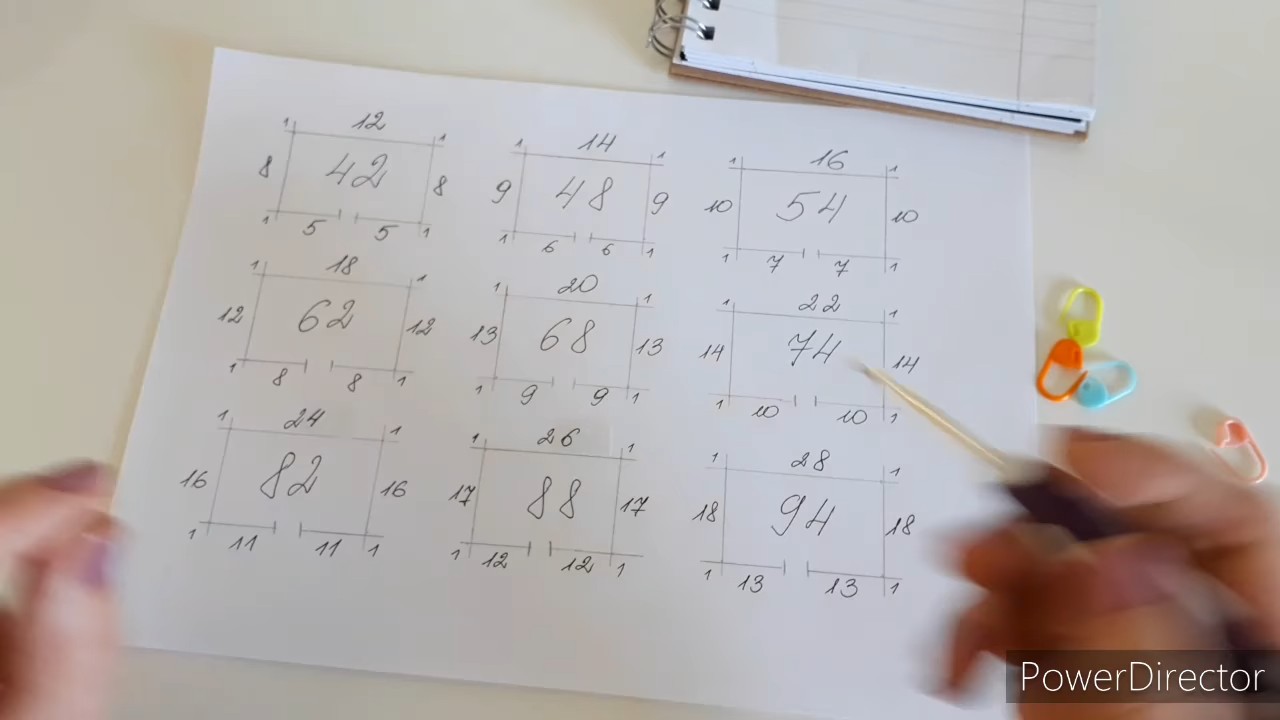 12 14 16
1 1 1 1 1 1
8 42 8 9 48 9 10 54 10
1 5 5 1 1 6 6 1 1 7 7 1
18 20 22
1 1 1 1 1 1
12 62 12 13 68 13 14 74 14
1 8 8 1 1 9 9 1 1 10 10 1
24 26 28
1 1 1 1 1 1
16 82 16 17 88 17 18 94 18
1 11 11 1 1 12 12 1 1 13 13 1
PowerDirector